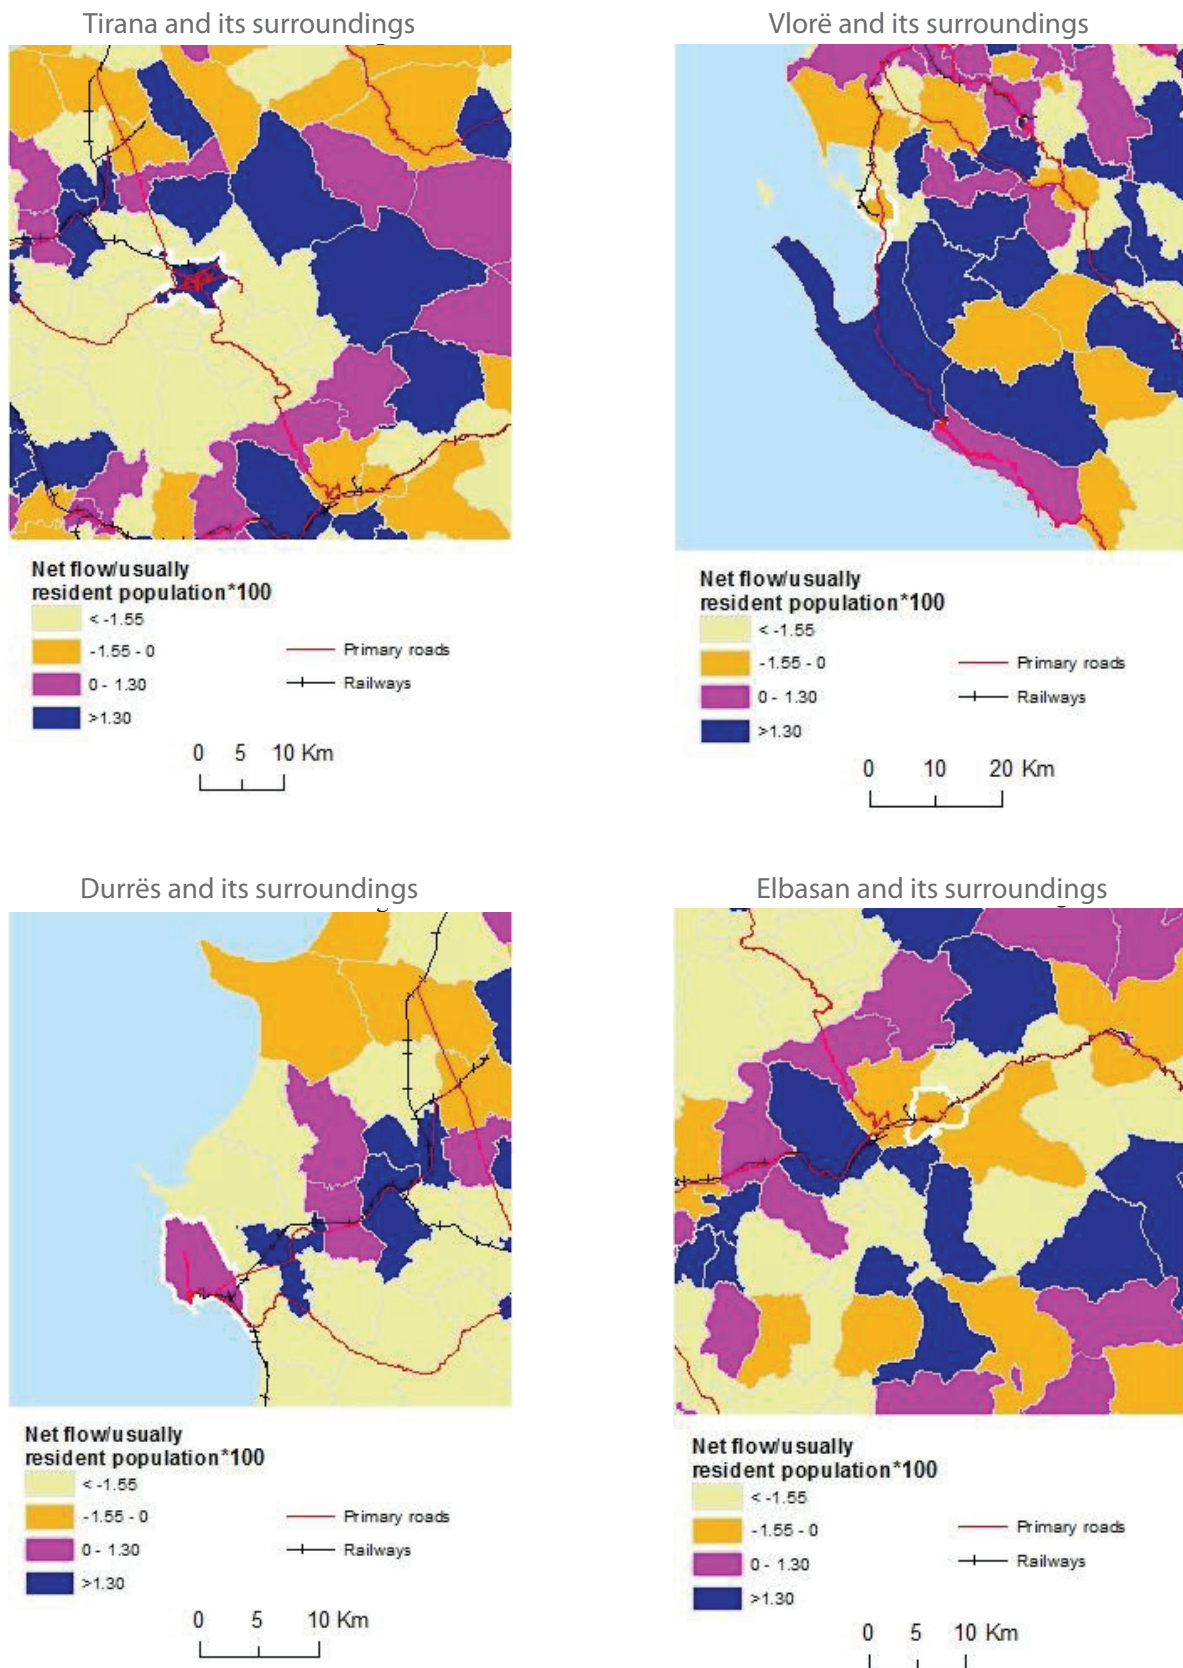 Tirana and its surroundings
Net flow/usually
resident population*100
< -1.55
-1.55 - 0
0 - 1.30
>1.30
Primary roads
Railways
0 5 10 Km
Vlorë and its surroundings
Net flow/usually
resident population*100
< -1.55
-1.55 - 0
0 - 1.30
>1.30
Primary roads
Railways
0 10 20 Km
Durrës and its surroundings
Net flow/usually
resident population*100
< -1.55
-1.55 - 0
0 - 1.30
>1.30
Primary roads
Railways
0 5 10 Km
Elbasan and its surroundings
Net flow/usually
resident population*100
< -1.55
-1.55 - 0
0 - 1.30
>1.30
Primary roads
Railways
0 5 10 Km